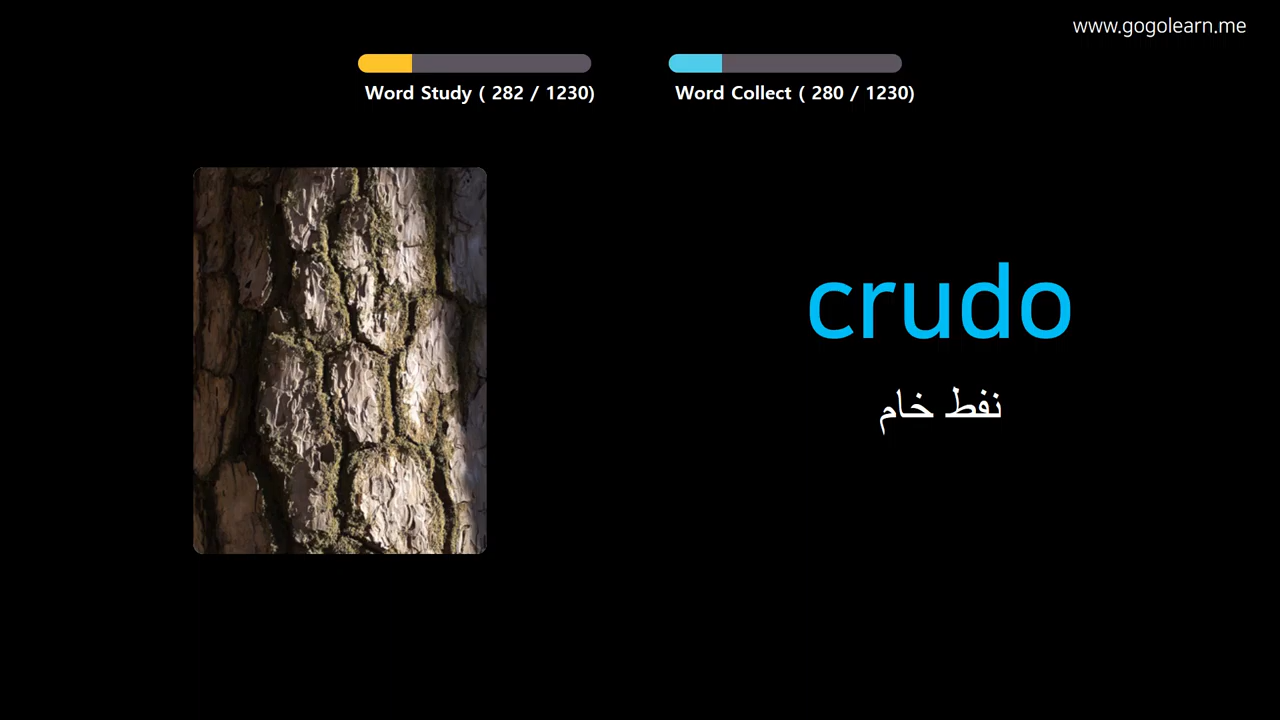 www.gogolearn.me
Word Study ( 282 / 1230)
Word Collect ( 280 / 1230)
crudo
نفط خام